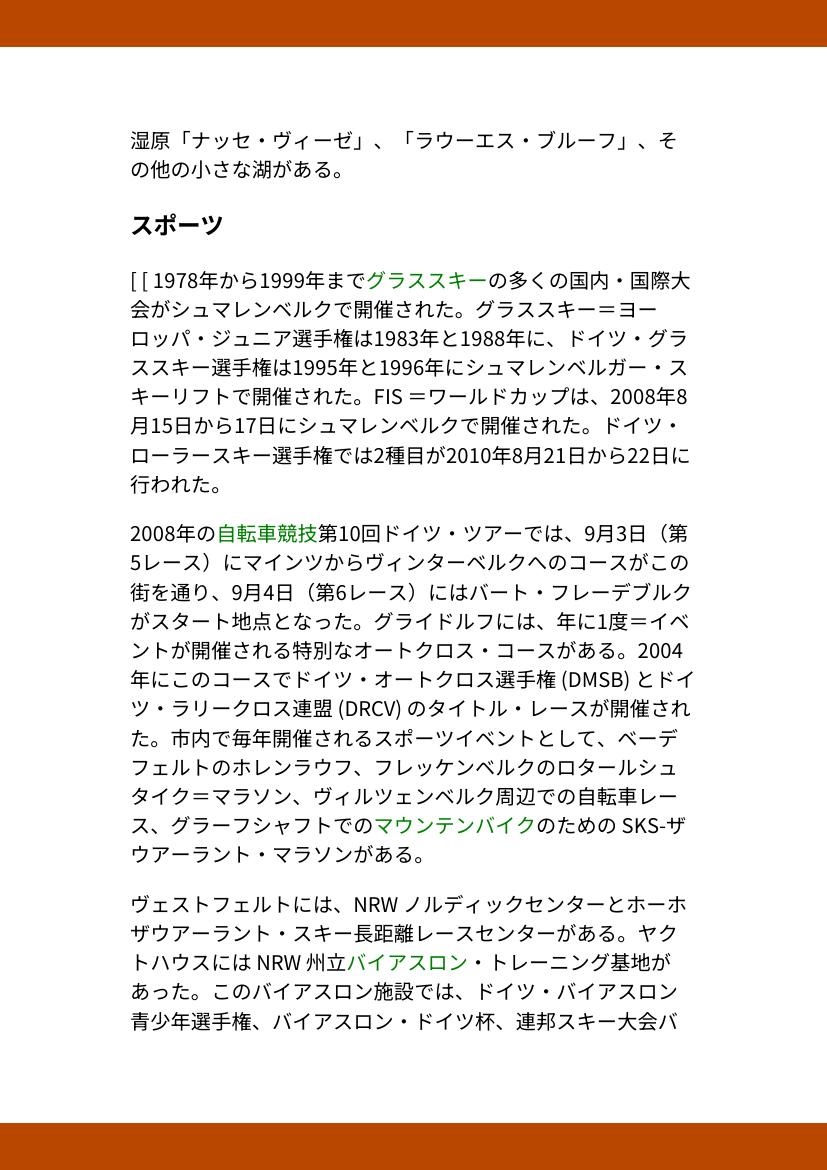 湿原「ナッセ・ヴィーゼ」、「ラウーエス・ブルーフ」、そ
の他の小さな湖がある。
スポーツ
[ [ 1978年から1999年までグラススキーの多くの国内・国際大
会がシュマレンベルクで開催された。グラススキー＝ヨー
ロッパ・ジュニア選手権は1983年と1988年に、ドイツ・グラ
ススキー選手権は1995年と1996年にシュマレンベルガー・ス
キーリフトで開催された。FIS ＝ワールドカップは、2008年8
月15日から17日にシュマレンベルクで開催された。ドイツ・
ローラースキー選手権では2種目が2010年8月21日から22日に
行われた。
2008年の自転車競技第10回ドイツ・ツアーでは、9月3日（第
5レース）にマインツからヴィンターベルクへのコースがこの
街を通り、9月4日（第6レース）にはバート・フレーデブルク
がスタート地点となった。グライドルフには、年に1度＝イベ
ントが開催される特別なオートクロス・コースがある。2004
年にこのコースでドイツ・オートクロス選手権 (DMSB) とドイ
ツ・ラリークロス連盟 (DRCV) のタイトル・レースが開催され
た。市内で毎年開催されるスポーツイベントとして、ベーデ
フェルトのホレンラウフ、フレッケンベルクのロタールシュ
タイク＝マラソン、ヴィルツェンベルク周辺での自転車レー
ス、グラーフシャフトでのマウンテンバイクのための SKS-ザ
ウアーラント・マラソンがある。
ヴェストフェルトには、NRW ノルディックセンターとホーホ
ザウアーラント・スキー長距離レースセンターがある。ヤク
トハウスには NRW 州立バイアスロン・トレーニング基地が
あった。このバイアスロン施設では、ドイツ・バイアスロン
青少年選手権、バイアスロン・ドイツ杯、連邦スキー大会バ